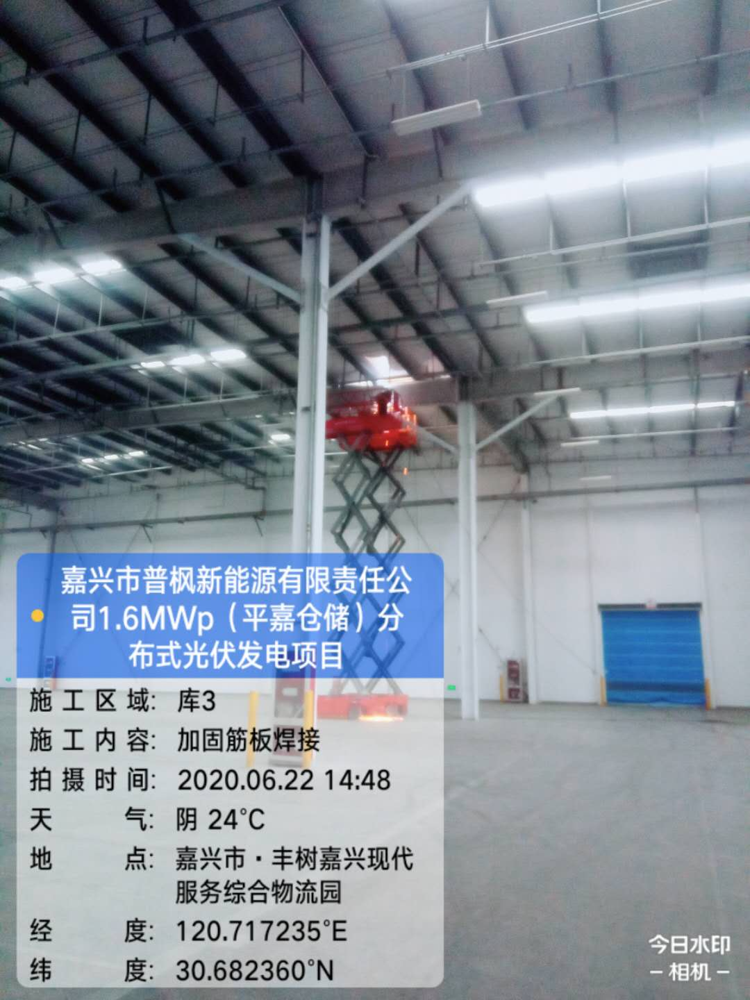 嘉兴市普枫新能源有限责任公
司1.6MWp（平嘉仓储）分
布式光伏发电项目
施工区域: 库3
施工内容: 加固筋板焊接
拍摄时间: 2020.06.22 14:48
天气: 阴 24°C
地点: 嘉兴市·丰树嘉兴现代
服务综合物流园
经度: 120.717235°E
纬度: 30.682360°N
今日水印
－相机－